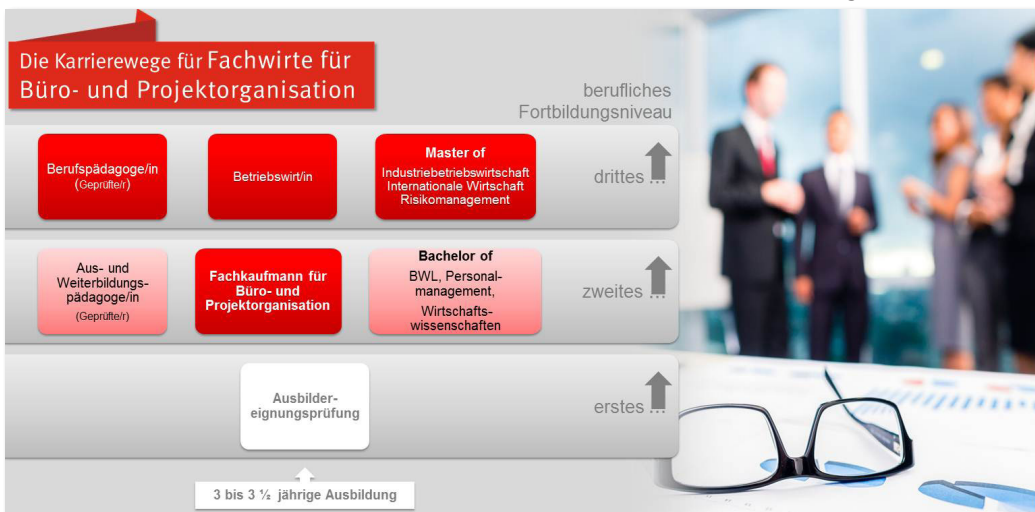 Die Karrierewege für Fachwirte für
Büro- und Projektorganisation
berufliches
Fortbildungsniveau
Berufspädagoge/in
(Geprüfte/r)
Betriebswirt/in
Master of
Industriebetriebswirtschaft
Internationale Wirtschaft
Risikomanagement
drittes ...
Aus- und
Weiterbildungs-
pädagoge/in
(Geprüfte/r)
Fachkaufmann für
Büro- und
Projektorganisation
Bachelor of
BWL, Personal-
management,
Wirtschafts-
wissenschaften
zweites ...
Ausbilder-
eignungsprüfung
erstes ...
3 bis 3 ½ jährige Ausbildung